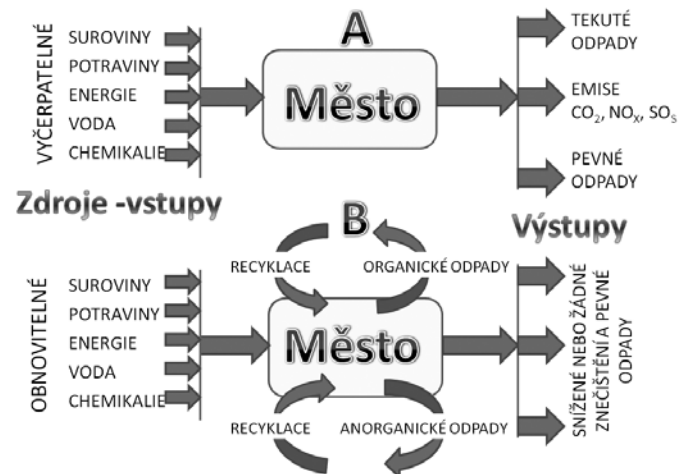 A
VYČERPATELNÉ
SUROVINY
POTRAVINY
ENERGIE
VODA
CHEMIKALIE
Město
TEKUTÉ
ODPADY
EMISE
CO₂, NOₓ, SOₛ
PEVNÉ
ODPADY
Zdroje -vstupy
Výstupy
B
OBNOVITELNÉ
SUROVINY
POTRAVINY
ENERGIE
VODA
CHEMIKALIE
RECYKLACE
ORGANICKÉ ODPADY
Město
RECYKLACE
ANORGANICKÉ ODPADY
SNÍŽENÉ NEBO ŽÁDNÉ
ZNEČIŠTĚNÍ A PEVNÉ
ODPADY